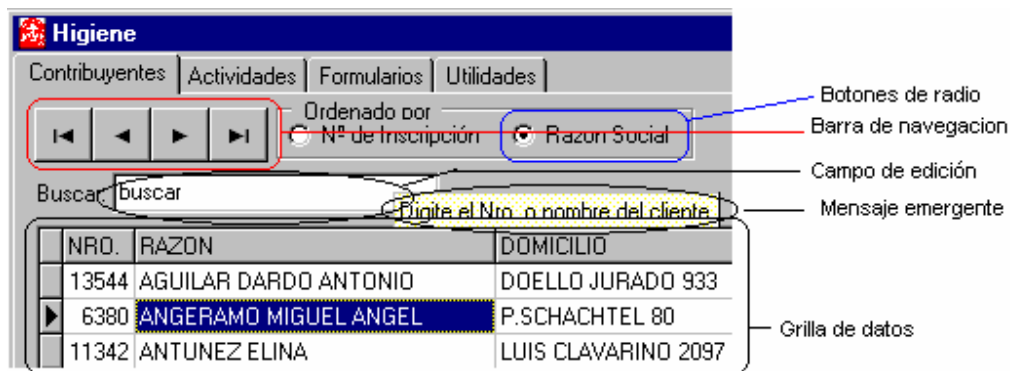 Higiene
Contribuyentes Actividades Formularios Utilidades
Ordenado por
Nº de Inscripción Razon Social
Botones de radio
Barra de navegacion
Campo de edición
Buscar buscar
Digite el Nro. o nombre del cliente
Mensaje emergente
NRO. RAZON DOMICILIO
13544 AGUILAR DARDO ANTONIO DOELLO JURADO 933
6380 ANGERAMO MIGUEL ANGEL P.SCHACHTEL 80
Grilla de datos
11342 ANTUNEZ ELINA LUIS CLAVARINO 2097